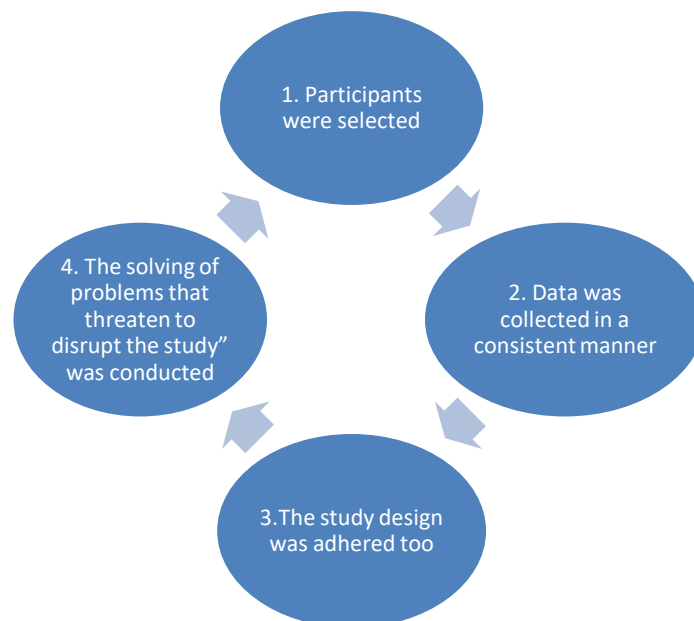 1. Participants
were selected
2. Data was
collected in a
consistent manner
3.The study design
was adhered too
4. The solving of
problems that
threaten to
disrupt the study”
was conducted